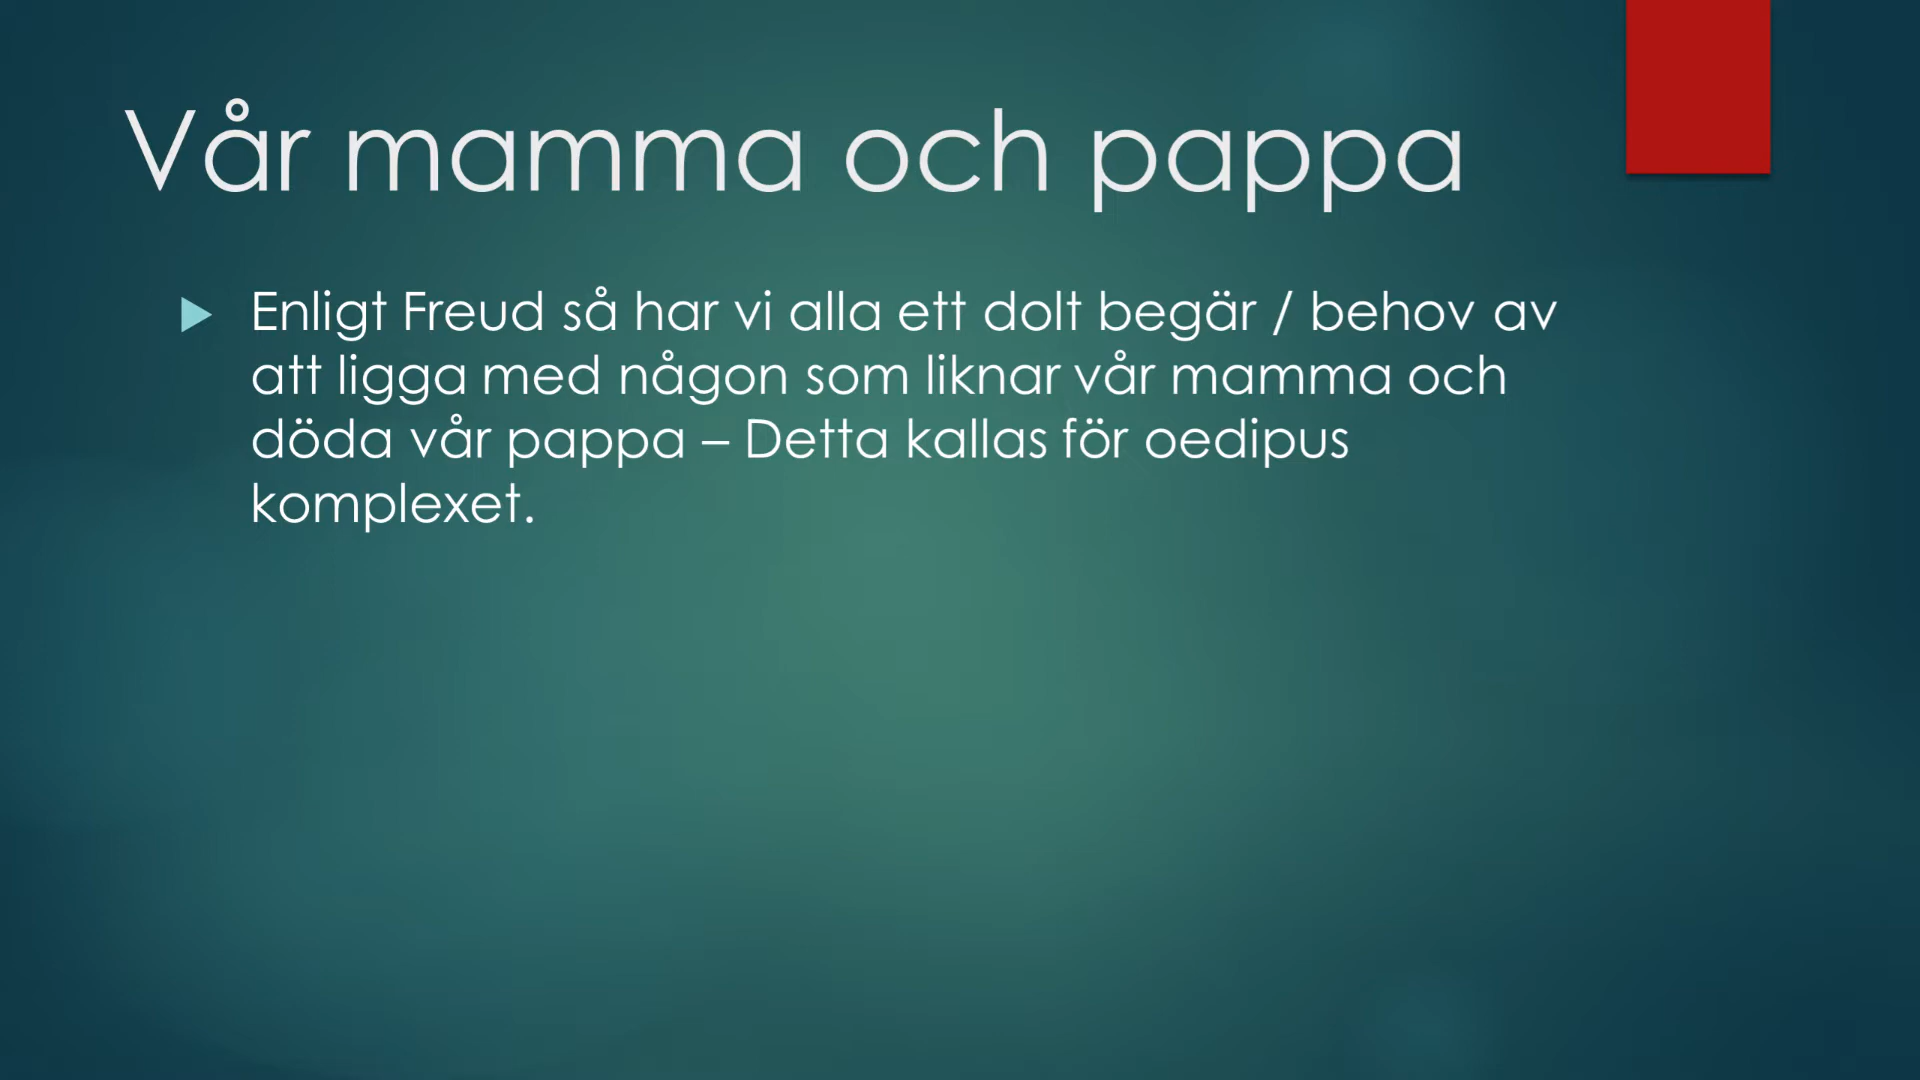 Vår mamma och pappa
Enligt Freud så har vi alla ett dolt begär / behov av
att ligga med någon som liknar vår mamma och
döda vår pappa – Detta kallas för oedipus
komplexet.